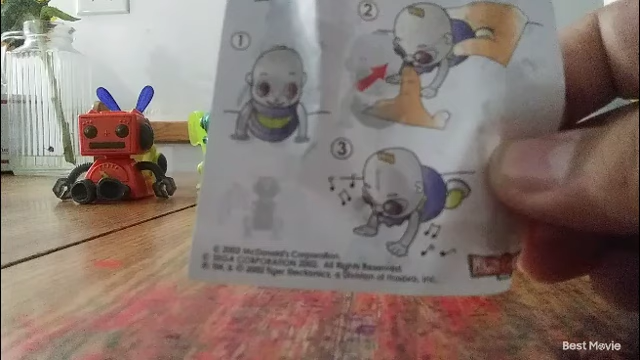 1
2
3
© 2002 McDonald's Corporation.
© SEGA CORPORATION 2002. All Rights Reserved.
TM, & © 2002 Tiger Electronics, a Division of Hasbro, Inc.
Best Movie